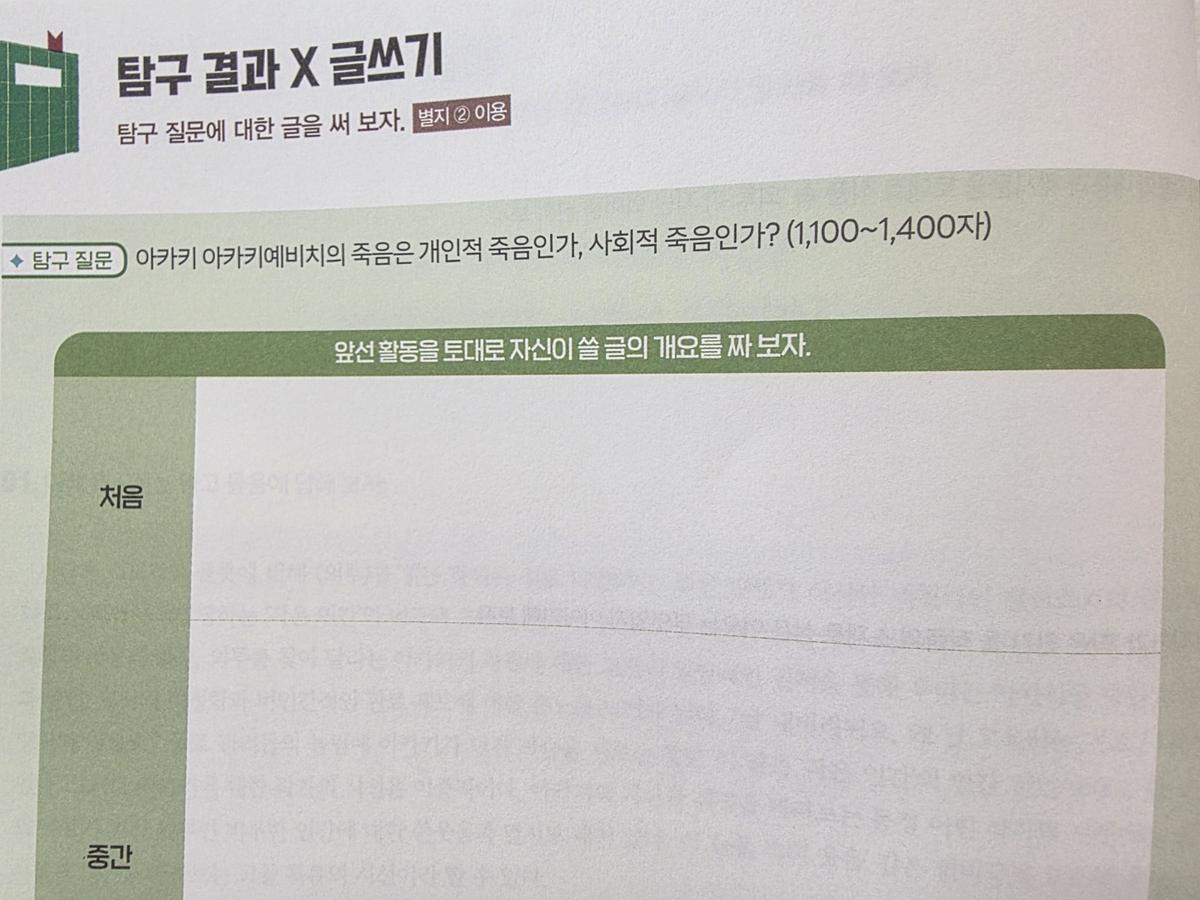 탐구 결과 X 글쓰기
탐구 질문에 대한 글을 써 보자. 별지 ② 이용
✦ 탐구 질문 아카키 아카키예비치의 죽음은 개인적 죽음인가, 사회적 죽음인가? (1,100~1,400자)
앞선 활동을 토대로 자신이 쓸 글의 개요를 짜 보자.
처음
중간